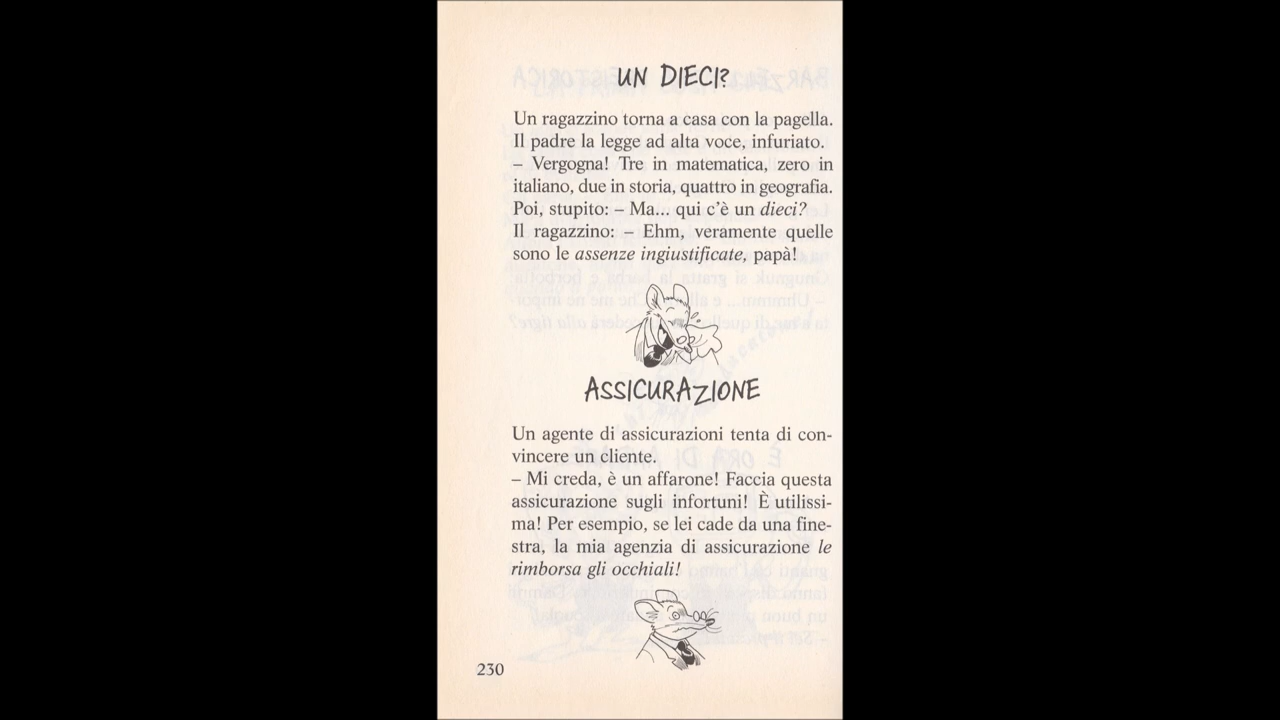 UN DIECI?
Un ragazzino torna a casa con la pagella.
Il padre la legge ad alta voce, infuriato.
– Vergogna! Tre in matematica, zero in
italiano, due in storia, quattro in geografia.
Poi, stupito: – Ma... qui c'è un dieci?
Il ragazzino: – Ehm, veramente quelle
sono le assenze ingiustificate, papà!
ASSICURAZIONE
Un agente di assicurazioni tenta di con-
vincere un cliente.
– Mi creda, è un affarone! Faccia questa
assicurazione sugli infortuni! È utilissi-
ma! Per esempio, se lei cade da una fine-
stra, la mia agenzia di assicurazione le
rimborsa gli occhiali!
230